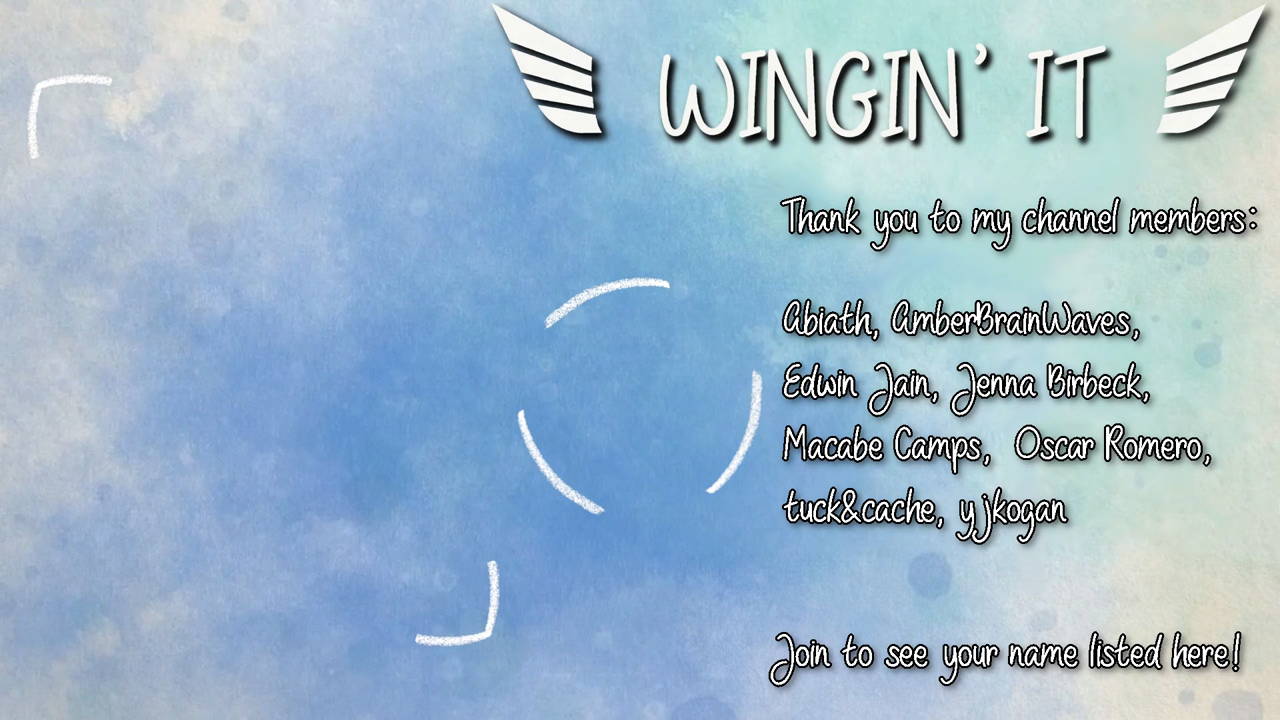 WINGIN' IT
Thank you to my channel members:
Abiath, AmberBrainWaves,
Edwin Jain, Jenna Birbeck,
Macabe Camps, Oscar Romero,
tuck&cache, yjkogan
Join to see your name listed here!